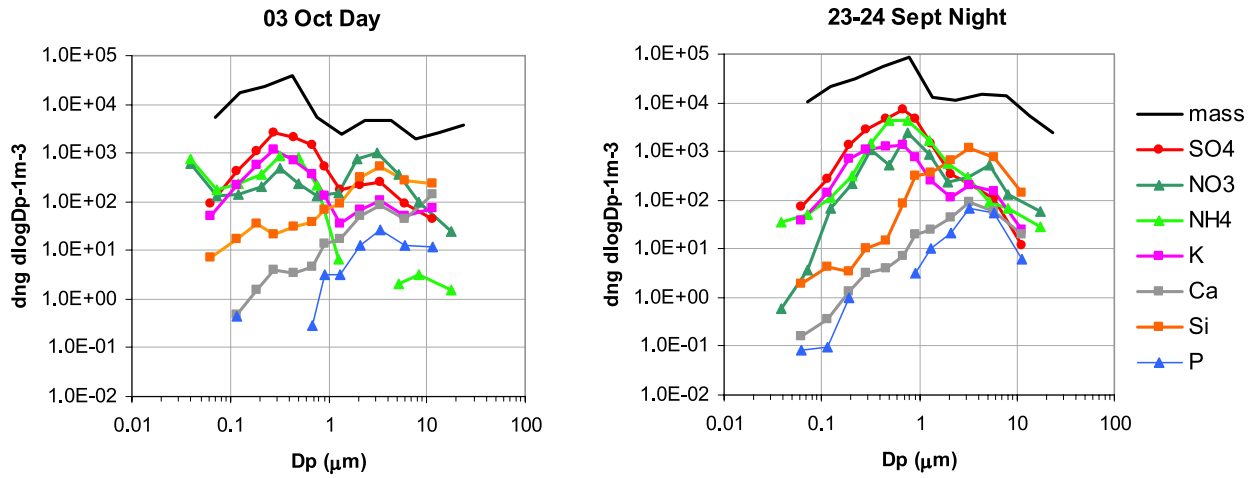 03 Oct Day
dng dlogDp-1m-3
1.0E+05
1.0E+04
1.0E+03
1.0E+02
1.0E+01
1.0E+00
1.0E-01
1.0E-02
0.01
0.1
1
10
100
Dp (μm)
23-24 Sept Night
dng dlogDp-1m-3
1.0E+05
1.0E+04
1.0E+03
1.0E+02
1.0E+01
1.0E+00
1.0E-01
1.0E-02
0.01
0.1
1
10
100
Dp (μm)
mass
SO4
NO3
NH4
K
Ca
Si
P